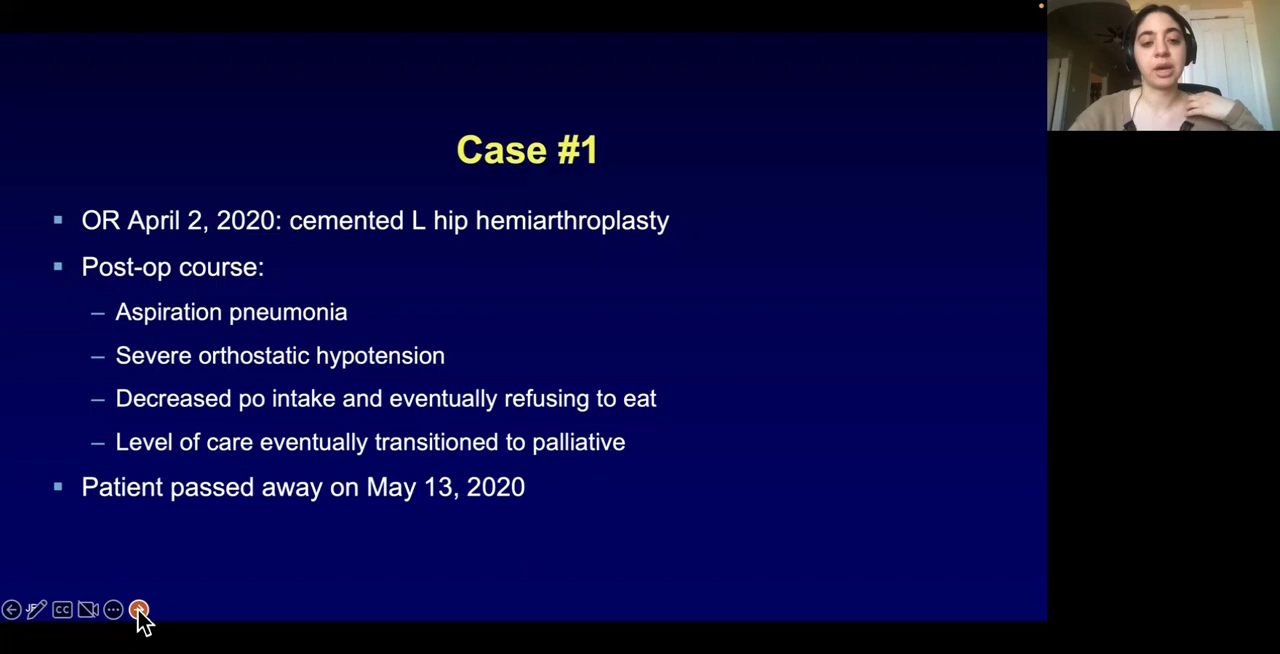 Case #1
▪ OR April 2, 2020: cemented L hip hemiarthroplasty
▪ Post-op course:
– Aspiration pneumonia
– Severe orthostatic hypotension
– Decreased po intake and eventually refusing to eat
– Level of care eventually transitioned to palliative
▪ Patient passed away on May 13, 2020
CC